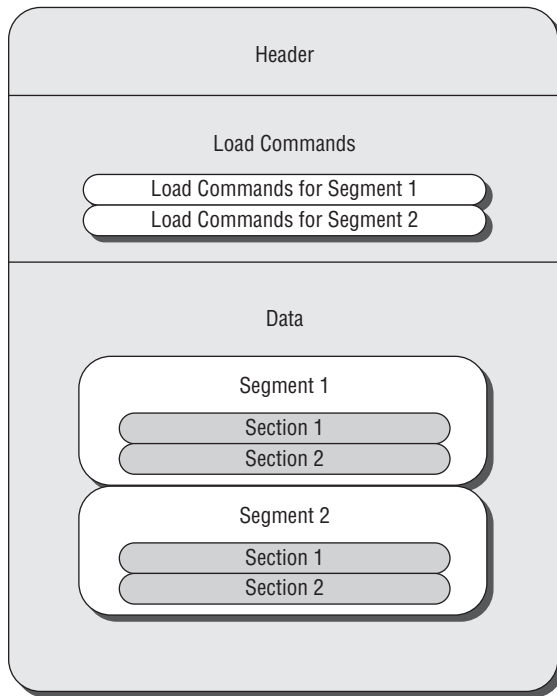 Header
Load Commands
Load Commands for Segment 1
Load Commands for Segment 2
Data
Segment 1
Section 1
Section 2
Segment 2
Section 1
Section 2